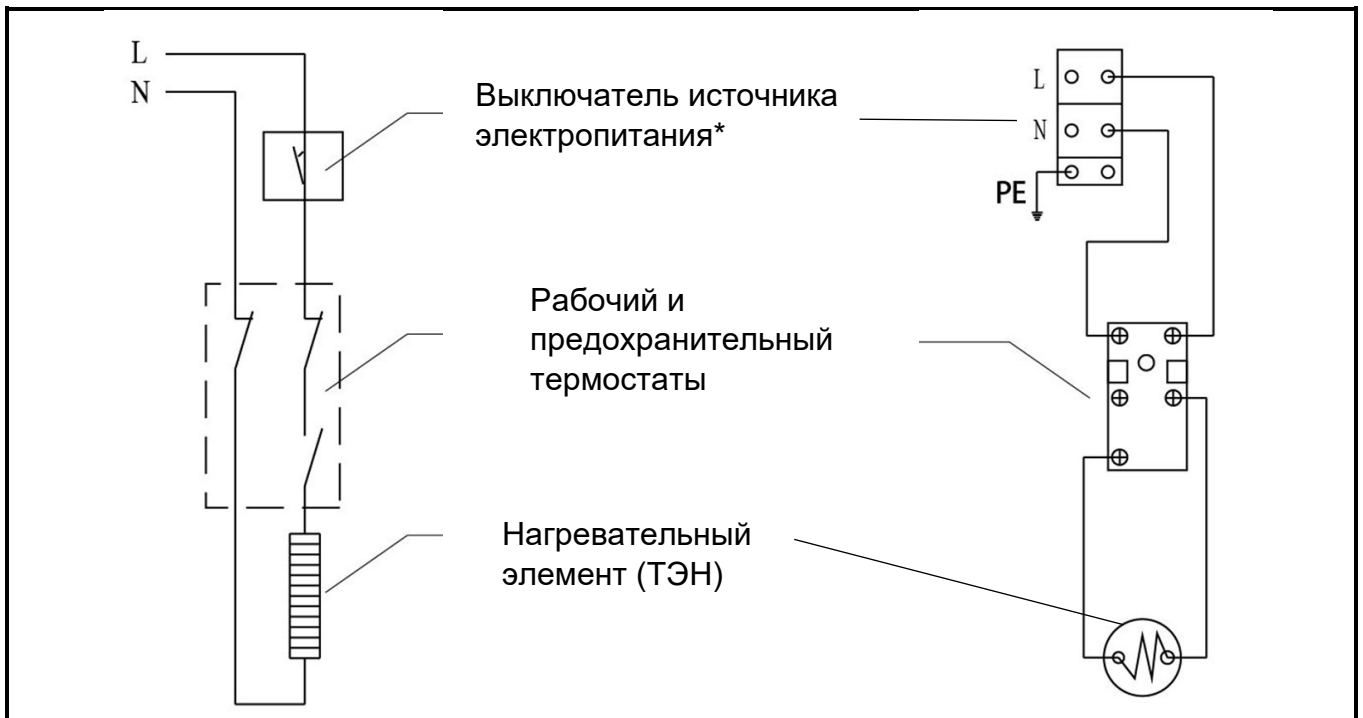 L
N
Выключатель источника
электропитания*
L
N
PE
Рабочий и
предохранительный
термостаты
Нагревательный
элемент (ТЭН)